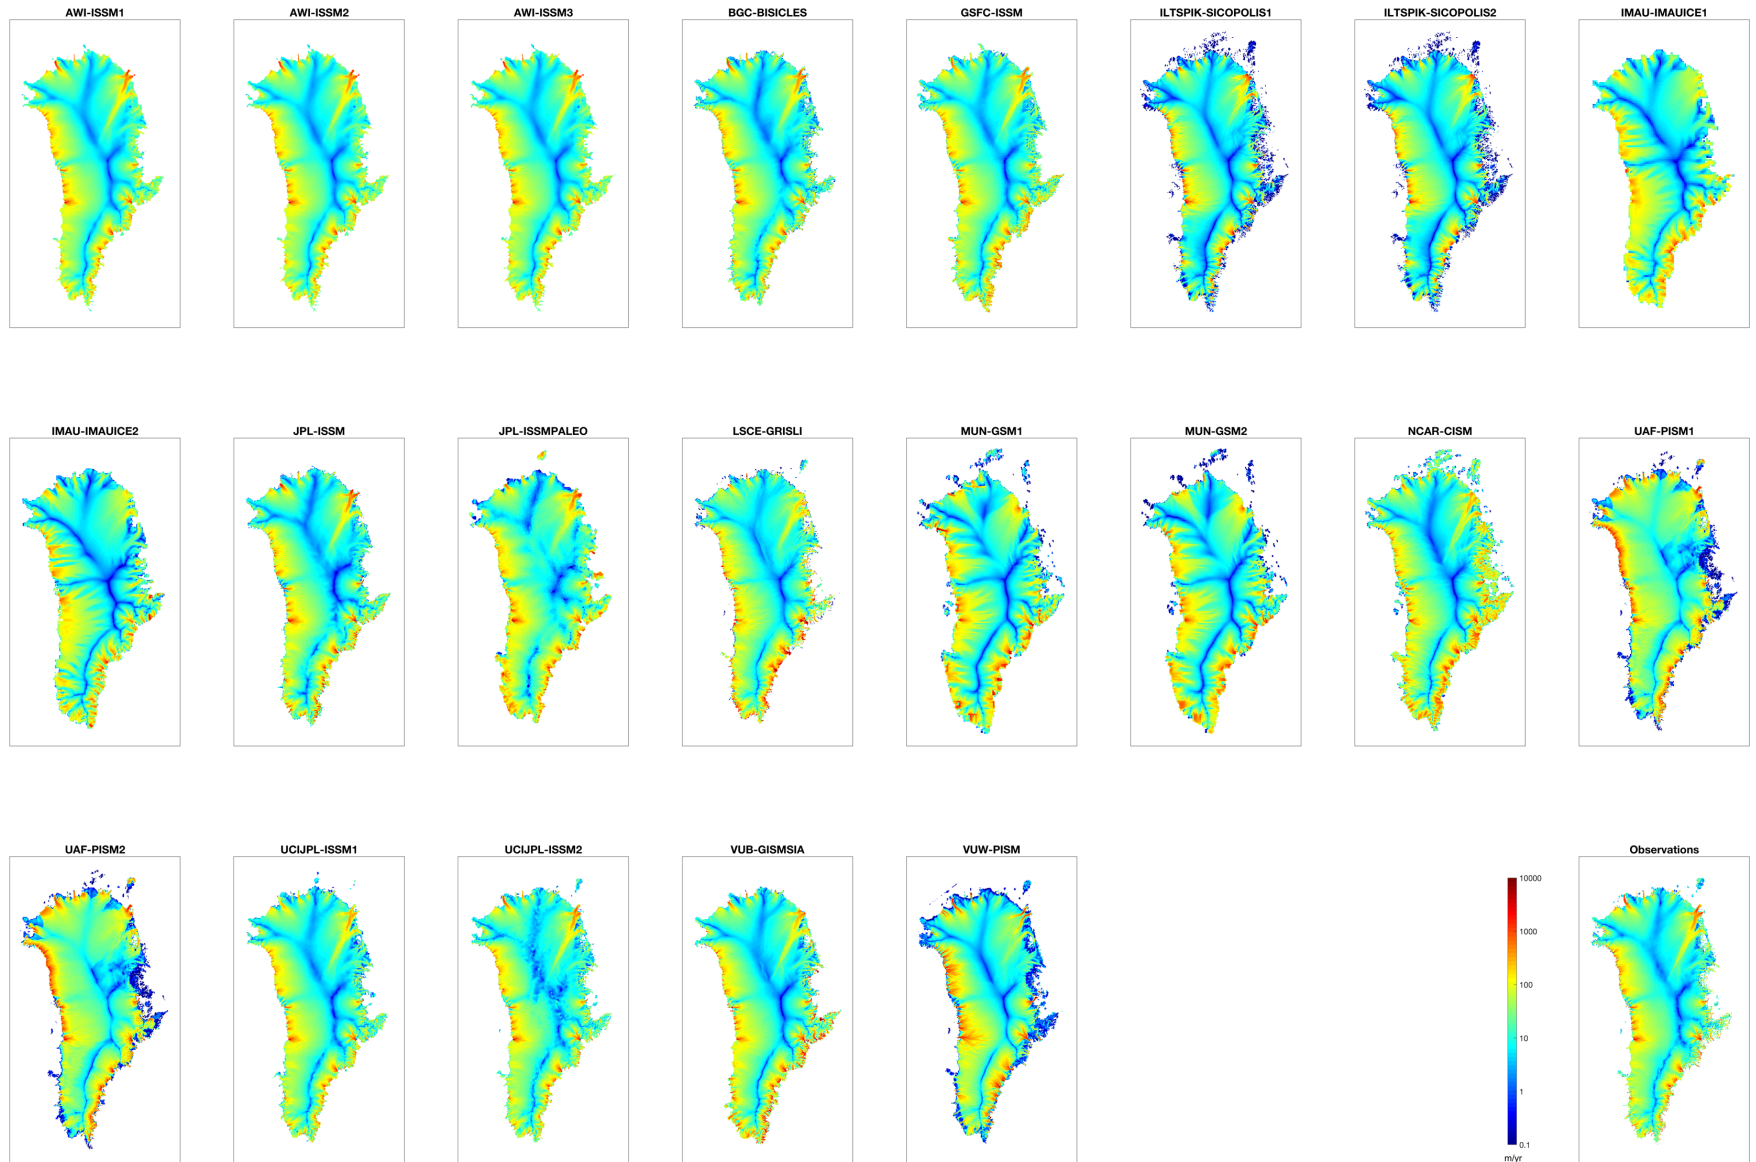 AWI-ISSM1 AWI-ISSM2 AWI-ISSM3 BGC-BISICLES GSFC-ISSM ILTSPIK-SICOPOLIS1 ILTSPIK-SICOPOLIS2 IMAU-IMAUICE1
IMAU-IMAUICE2 JPL-ISSM JPL-ISSMPALEO LSCE-GRISLI MUN-GSM1 MUN-GSM2 NCAR-CISM UAF-PISM1
UAF-PISM2 UCIJPL-ISSM1 UCIJPL-ISSM2 VUB-GISMSIA VUW-PISM Observations
10000
1000
100
10
1
0.1
m/yr